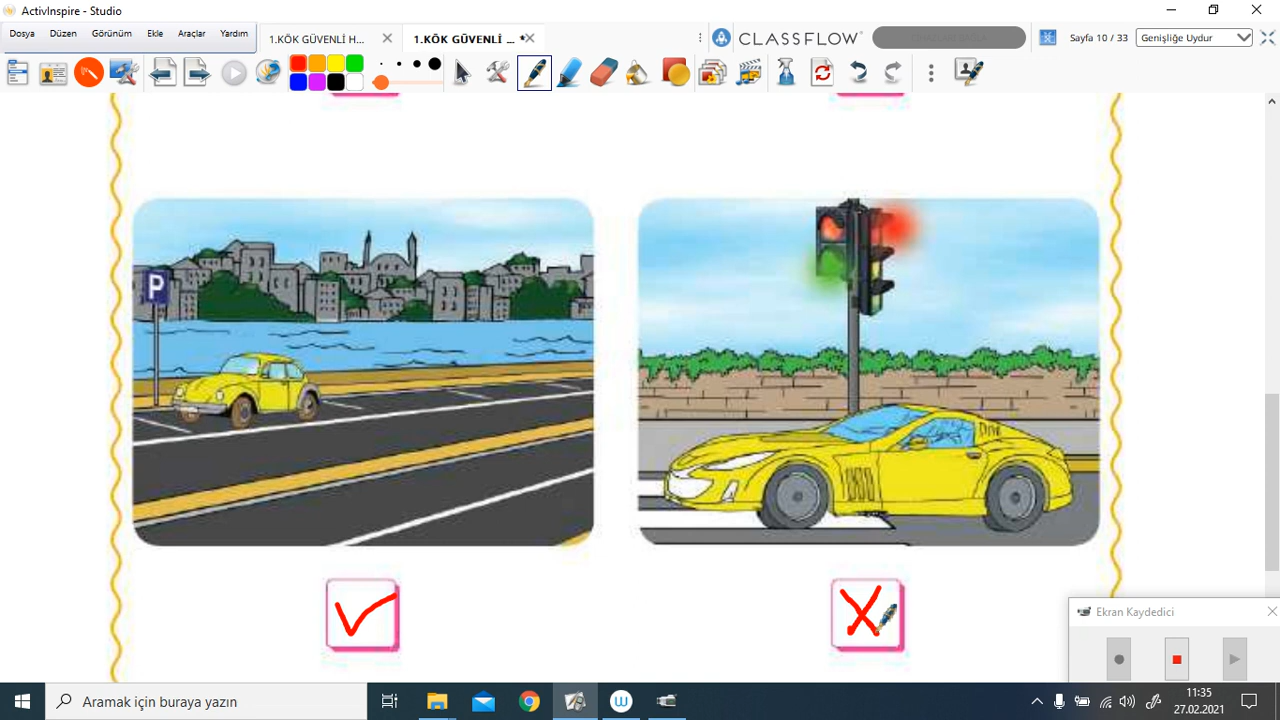 ActivInspire - Studio
Dosya Düzen Görünüm Ekle Araçlar Yardım
1.KÖK GÜVENLİ H...
1.KÖK GÜVENLİ ... *
CLASSFLOW
Sayfa 10 / 33
Genişliğe Uydur
P
Ekran Kaydedici
Aramak için buraya yazın
W
11:35
27.02.2021